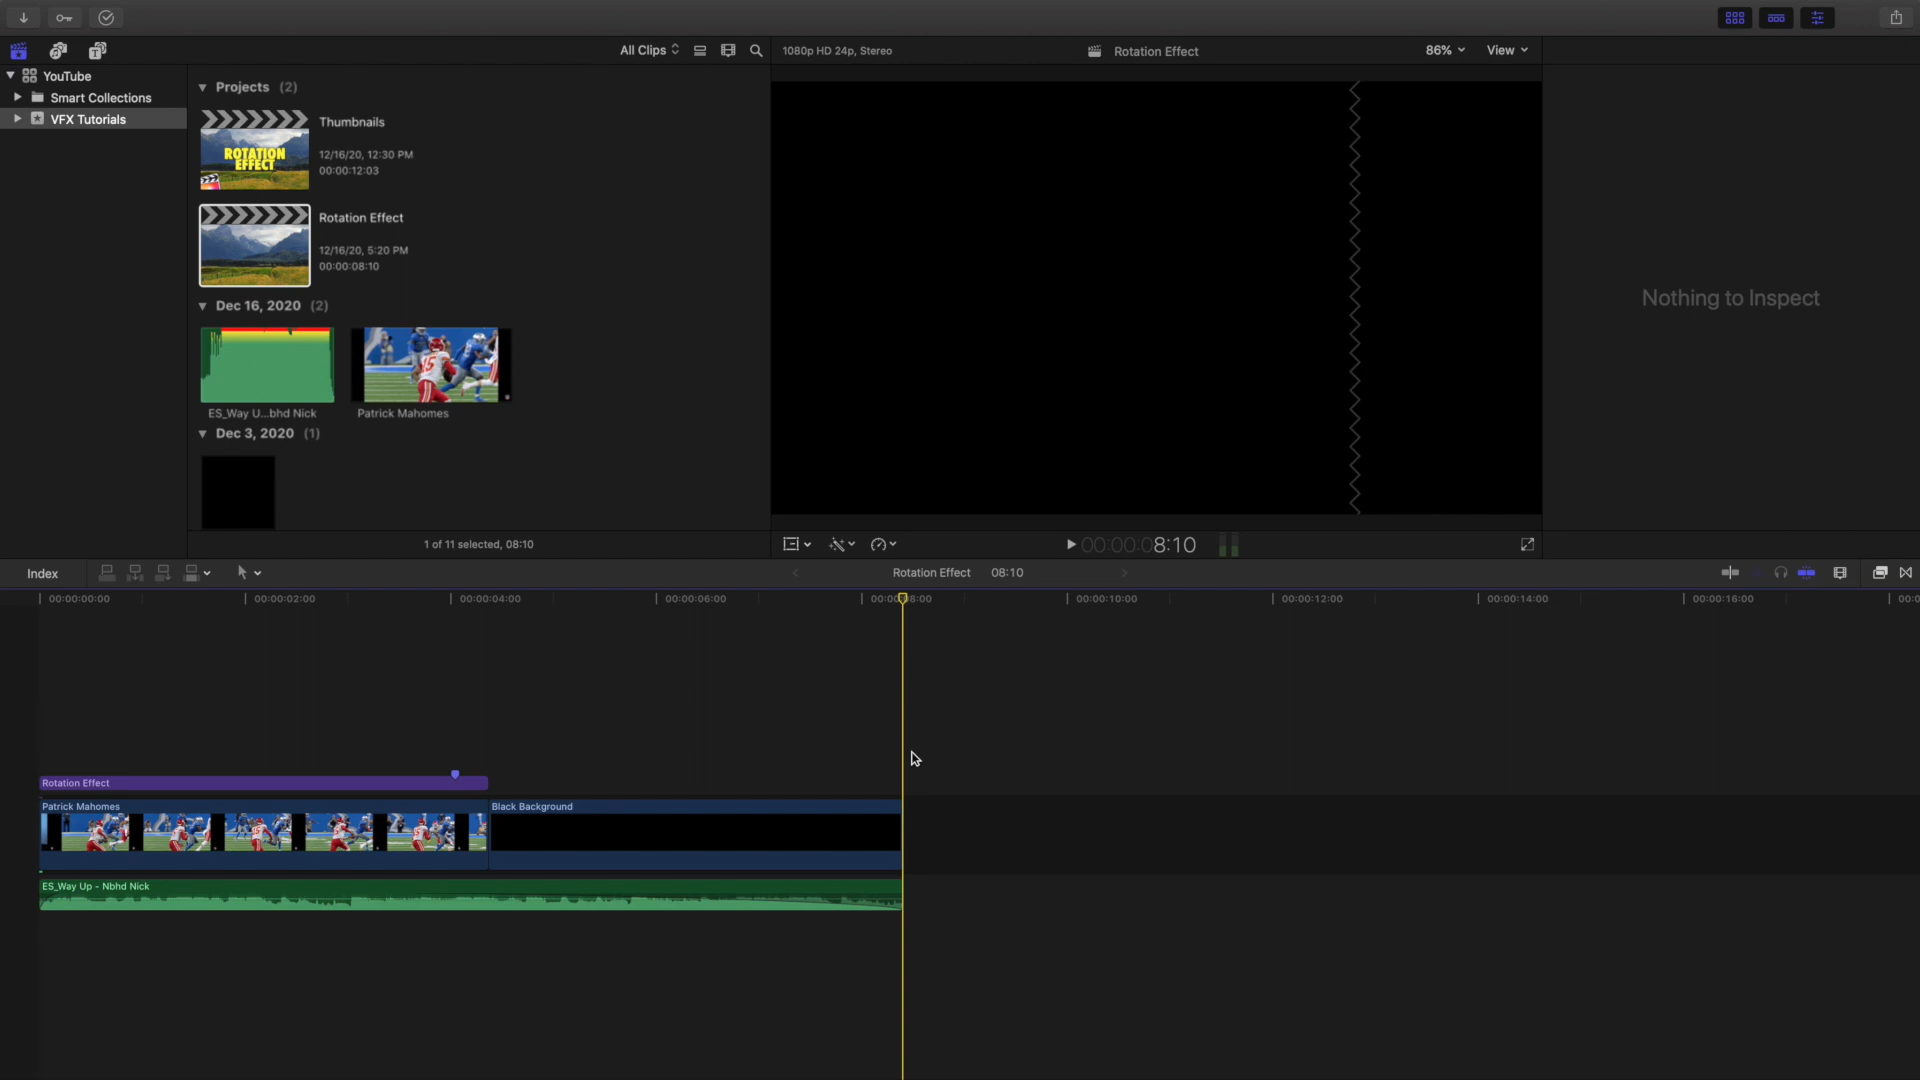 All Clips
1080p HD 24p, Stereo
Rotation Effect
86%
View
YouTube
Smart Collections
VFX Tutorials
Projects (2)
ROTATION
EFFECT
Thumbnails
12/16/20, 12:30 PM
00:00:12:03
Rotation Effect
12/16/20, 5:20 PM
00:00:08:10
Dec 16, 2020 (2)
ES_Way U...bhd Nick
Patrick Mahomes
Dec 3, 2020 (1)
Nothing to Inspect
1 of 11 selected, 08:10
00:00:08:10
Index
Rotation Effect 08:10
00:00:00:00
00:00:02:00
00:00:04:00
00:00:06:00
00:00:08:00
00:00:10:00
00:00:12:00
00:00:14:00
00:00:16:00
00:0
Rotation Effect
Patrick Mahomes
Black Background
ES_Way Up - Nbhd Nick